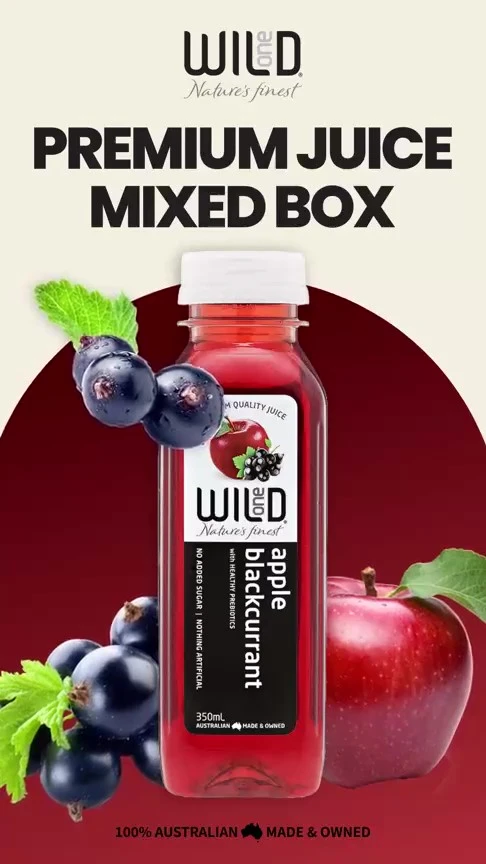 WILD one
Nature's finest
PREMIUM JUICE
MIXED BOX
M QUALITY JUICE
WILD one
Nature's finest
apple
blackcurrant
with HEALTHY PREBIOTICS
NO ADDED SUGAR | NOTHING ARTIFICIAL
350mL
AUSTRALIAN MADE & OWNED
100% AUSTRALIAN MADE & OWNED